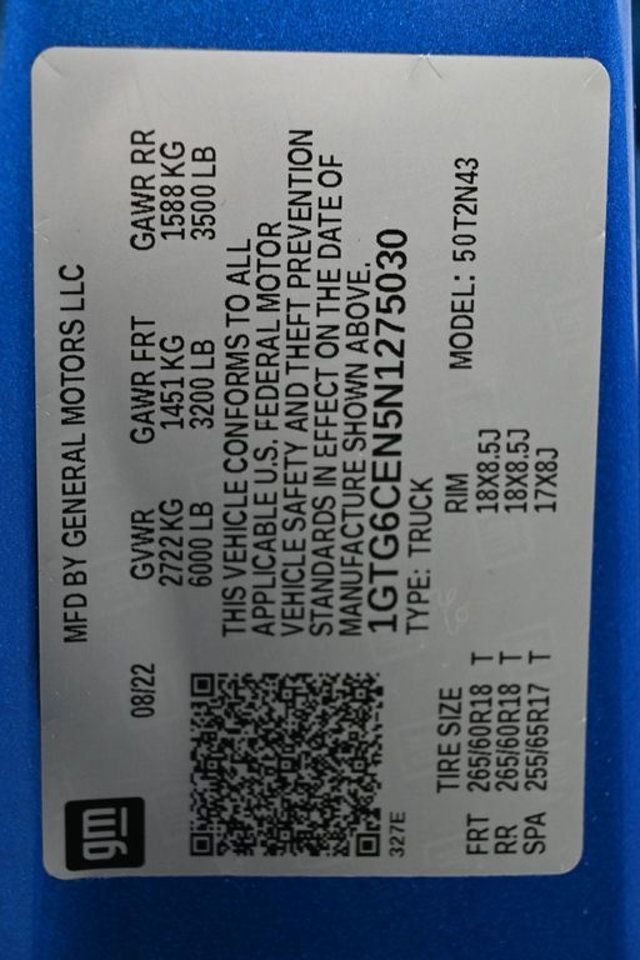 gm
MFD BY GENERAL MOTORS LLC
08/22 GVWR GAWR FRT GAWR RR
2722 KG 1451 KG 1588 KG
6000 LB 3200 LB 3500 LB
THIS VEHICLE CONFORMS TO ALL
APPLICABLE U.S. FEDERAL MOTOR
VEHICLE SAFETY AND THEFT PREVENTION
STANDARDS IN EFFECT ON THE DATE OF
MANUFACTURE SHOWN ABOVE.
1GTG6CEN5N1275030
327E
TYPE: TRUCK
TIRE SIZE RIM MODEL: 50T2N43
FRT 265/60R18 T 18X8.5J
RR 265/60R18 T 18X8.5J
SPA 255/65R17 T 17X8J